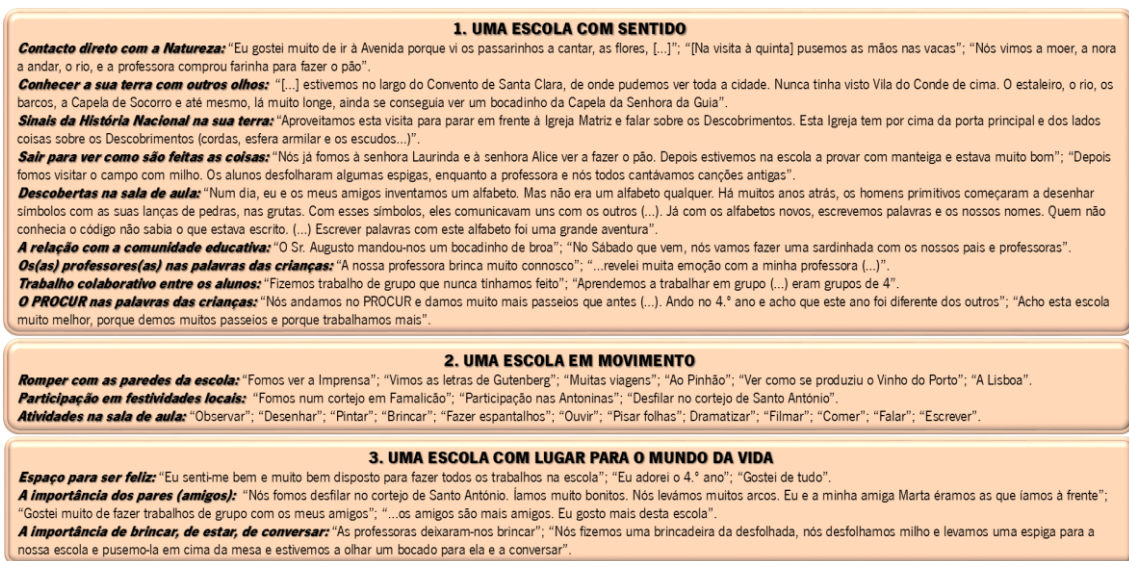 1. UMA ESCOLA COM SENTIDO
Contacto direto com a Natureza: “Eu gostei muito de ir à Avenida porque vi os passarinhos a cantar, as flores, [...]”; “[Na visita à quinta] pusemos as mãos nas vacas”; “Nós vimos a moer, a nora
a andar, o rio, e a professora comprou farinha para fazer o pão”.
Conhecer a sua terra com outros olhos: “[...] estivemos no largo do Convento de Santa Clara, de onde pudemos ver toda a cidade. Nunca tinha visto Vila do Conde de cima. O estaleiro, o rio, os
barcos, a Capela de Socorro e até mesmo, lá muito longe, ainda se conseguia ver um bocadinho da Capela da Senhora da Guia”.
Sinais da História Nacional na sua terra: “Aproveitamos esta visita para parar em frente à Igreja Matriz e falar sobre os Descobrimentos. Esta Igreja tem por cima da porta principal e dos lados
coisas sobre os Descobrimentos (cordas, esfera armilar e os escudos...)”.
Sair para ver como são feitas as coisas: “Nós já fomos à senhora Laurinda e à senhora Alice ver a fazer o pão. Depois estivemos na escola a provar com manteiga e estava muito bom”; “Depois
fomos visitar o campo com milho. Os alunos desfolharam algumas espigas, enquanto a professora e nós todos cantávamos canções antigas”.
Descobertas na sala de aula: “Num dia, eu e os meus amigos inventamos um alfabeto. Mas não era um alfabeto qualquer. Há muitos anos atrás, os homens primitivos começaram a desenhar
símbolos com as suas lanças de pedras, nas grutas. Com esses símbolos, eles comunicavam uns com os outros (...). Já com os alfabetos novos, escrevemos palavras e os nossos nomes. Quem não
conhecia o código não sabia o que estava escrito. (...) Escrever palavras com este alfabeto foi uma grande aventura”.
A relação com a comunidade educativa: “O Sr. Augusto mandou-nos um bocadinho de broa”; “No Sábado que vem, nós vamos fazer uma sardinhada com os nossos pais e professoras”.
Os(as) professores(as) nas palavras das crianças: “A nossa professora brinca muito connosco”; “...revelei muita emoção com a minha professora (...)”.
Trabalho colaborativo entre os alunos: “Fizemos trabalho de grupo que nunca tínhamos feito”; “Aprendemos a trabalhar em grupo (...) eram grupos de 4”.
O PROCUR nas palavras das crianças: “Nós andamos no PROCUR e damos muito mais passeios que antes (...). Ando no 4.° ano e acho que este ano foi diferente dos outros”; “Acho esta escola
muito melhor, porque demos muitos passeios e porque trabalhamos mais”.
2. UMA ESCOLA EM MOVIMENTO
Romper com as paredes da escola: “Fomos ver a Imprensa”; “Vimos as letras de Gutenberg”; “Muitas viagens”; “Ao Pinhão”; “Ver como se produziu o Vinho do Porto”; “A Lisboa”.
Participação em festividades locais: “Fomos num cortejo em Famalicão”; “Participação nas Antoninas”; “Desfilar no cortejo de Santo António”.
Atividades na sala de aula: “Observar”; “Desenhar”; “Pintar”; “Brincar”; “Fazer espantalhos”; “Ouvir”; “Pisar folhas”; Dramatizar”; “Filmar”; “Comer”; “Falar”; “Escrever”.
3. UMA ESCOLA COM LUGAR PARA O MUNDO DA VIDA
Espaço para ser feliz: “Eu senti-me bem e muito bem disposto para fazer todos os trabalhos na escola”; “Eu adorei o 4.° ano”; “Gostei de tudo”.
A importância dos pares (amigos): “Nós fomos desfilar no cortejo de Santo António. Íamos muito bonitos. Nós levámos muitos arcos. Eu e a minha amiga Marta éramos as que íamos à frente”;
“Gostei muito de fazer trabalhos de grupo com os meus amigos”; “...os amigos são mais amigos. Eu gosto mais desta escola”.
A importância de brincar, de estar, de conversar: “As professoras deixaram-nos brincar”; “Nós fizemos uma brincadeira da desfolhada, nós desfolhamos milho e levamos uma espiga para a
nossa escola e pusemo-la em cima da mesa e estivemos a olhar um bocado para ela e a conversar”.